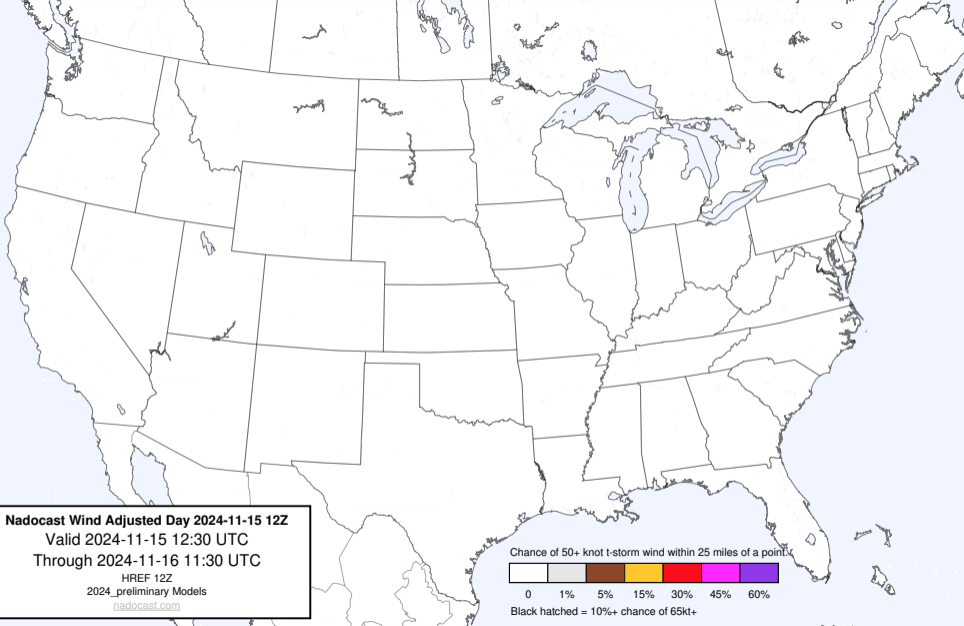 Nadocast Wind Adjusted Day 2024-11-15 12Z
Valid 2024-11-15 12:30 UTC
Through 2024-11-16 11:30 UTC
HREF 12Z
2024_preliminary Models
nadocast.com
Chance of 50+ knot t-storm wind within 25 miles of a point.
0 1% 5% 15% 30% 45% 60%
Black hatched = 10%+ chance of 65kt+